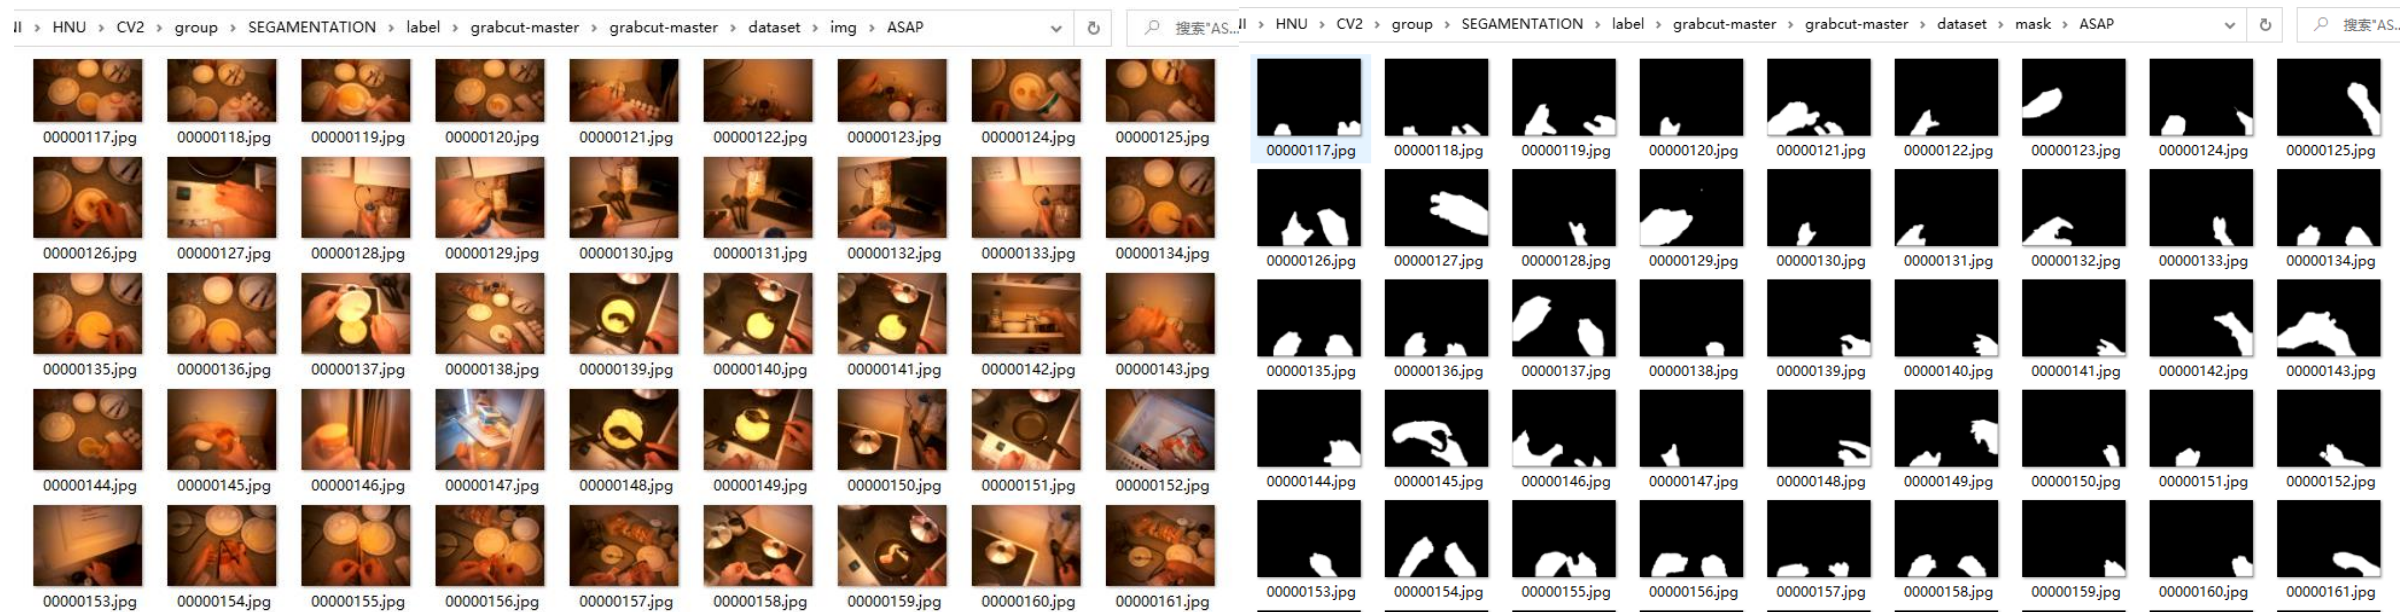 HNU › CV2 › group › SEGAMENTATION › label › grabcut-master › grabcut-master › dataset › img › ASAP
搜索"AS...
00000117.jpg 00000118.jpg 00000119.jpg 00000120.jpg 00000121.jpg 00000122.jpg 00000123.jpg 00000124.jpg 00000125.jpg
00000126.jpg 00000127.jpg 00000128.jpg 00000129.jpg 00000130.jpg 00000131.jpg 00000132.jpg 00000133.jpg 00000134.jpg
00000135.jpg 00000136.jpg 00000137.jpg 00000138.jpg 00000139.jpg 00000140.jpg 00000141.jpg 00000142.jpg 00000143.jpg
00000144.jpg 00000145.jpg 00000146.jpg 00000147.jpg 00000148.jpg 00000149.jpg 00000150.jpg 00000151.jpg 00000152.jpg
00000153.jpg 00000154.jpg 00000155.jpg 00000156.jpg 00000157.jpg 00000158.jpg 00000159.jpg 00000160.jpg 00000161.jpg
HNU › CV2 › group › SEGAMENTATION › label › grabcut-master › grabcut-master › dataset › mask › ASAP
搜索"AS...
00000117.jpg 00000118.jpg 00000119.jpg 00000120.jpg 00000121.jpg 00000122.jpg 00000123.jpg 00000124.jpg 00000125.jpg
00000126.jpg 00000127.jpg 00000128.jpg 00000129.jpg 00000130.jpg 00000131.jpg 00000132.jpg 00000133.jpg 00000134.jpg
00000135.jpg 00000136.jpg 00000137.jpg 00000138.jpg 00000139.jpg 00000140.jpg 00000141.jpg 00000142.jpg 00000143.jpg
00000144.jpg 00000145.jpg 00000146.jpg 00000147.jpg 00000148.jpg 00000149.jpg 00000150.jpg 00000151.jpg 00000152.jpg
00000153.jpg 00000154.jpg 00000155.jpg 00000156.jpg 00000157.jpg 00000158.jpg 00000159.jpg 00000160.jpg 00000161.jpg